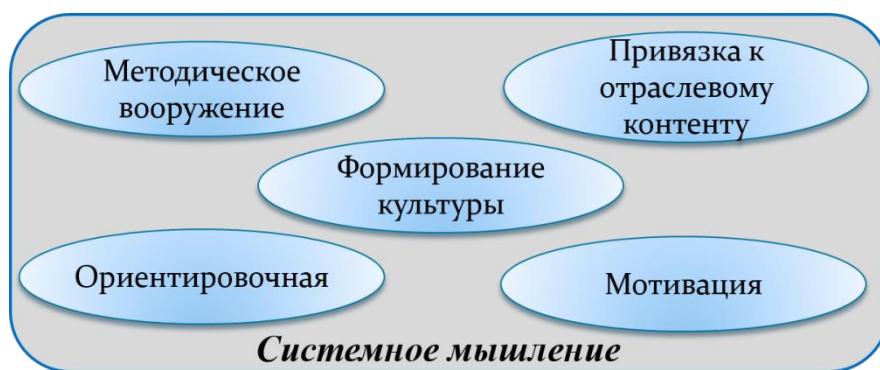 Методическое
вооружение
Привязка к
отраслевому
контенту
Формирование
культуры
Ориентировочная
Мотивация
Системное мышление